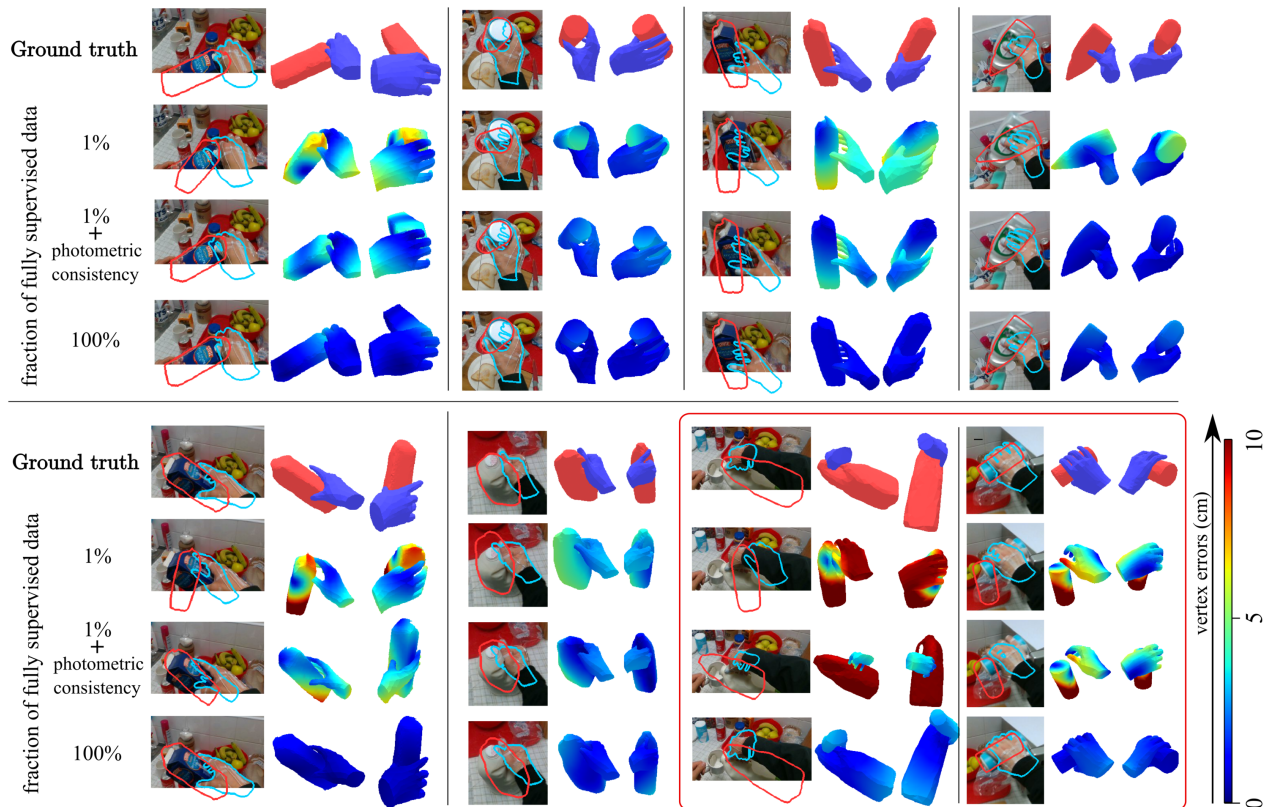 Ground truth
fraction of fully supervised data
1%
1%
+
photometric
consistency
100%
Ground truth
fraction of fully supervised data
1%
1%
+
photometric
consistency
100%
vertex errors (cm)
10
5
0